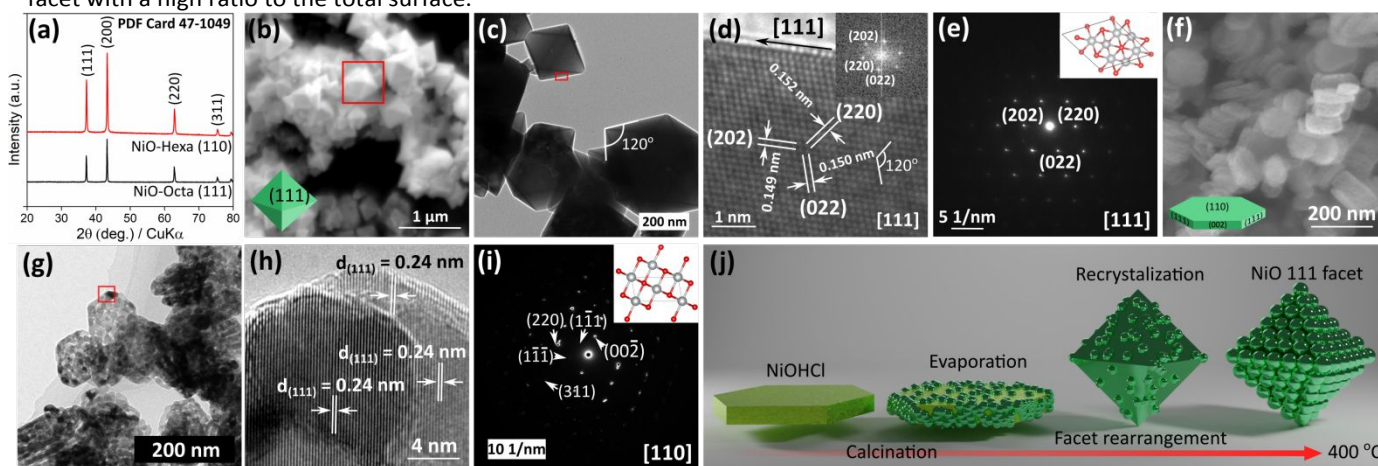 facet with a high ratio to the total surface.
(a)
PDF Card 47-1049
(111)
(200)
(220)
(311)
NiO-Hexa (110)
NiO-Octa (111)
Intensity (a.u.)
20 30 40 50 60 70 80
2θ (deg.) / CuKα
(b)
(111)
1 μm
(c)
120°
200 nm
(d)
[111]
(202)
(220)
(022)
0.152 nm
(220)
(202)
0.149 nm
0.150 nm
120°
(022)
1 nm
[111]
(e)
(202)
(220)
(022)
5 1/nm
[111]
(f)
(110)
(002)
200 nm
(g)
200 nm
(h)
d(111) = 0.24 nm
d(111) = 0.24 nm
d(111) = 0.24 nm
4 nm
(i)
(220)
(11̅1)
(11̅1̅)
(002̅)
(311)
10 1/nm
[110]
(j)
NiOHCl
Evaporation
Recrystalization
NiO 111 facet
Calcination
Facet rearrangement
400 °C